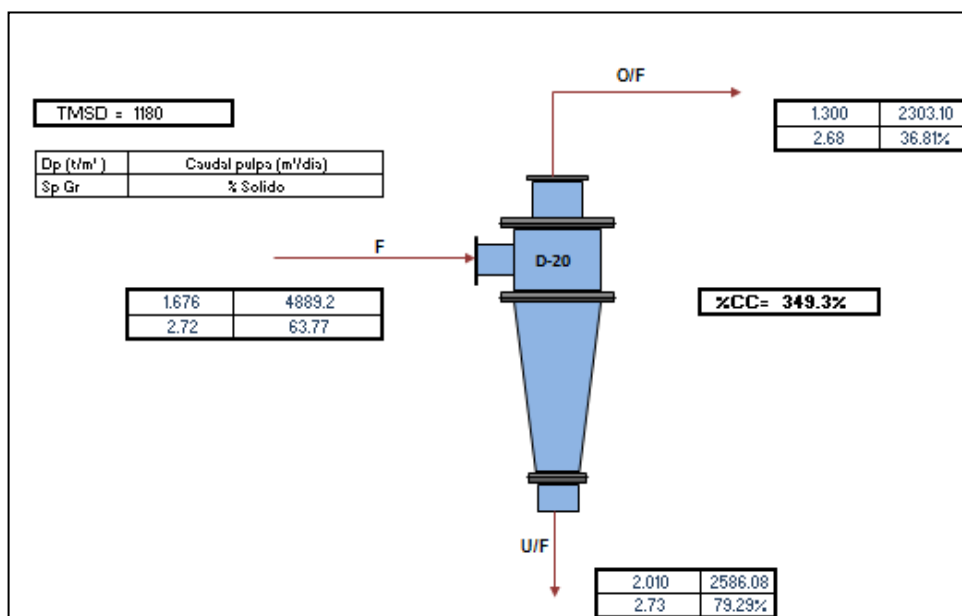 O/F
TMSD = 1180
1.300 2303.10
2.68 36.81%
Dp (t/m³) Caudal pulpa (m³/dia)
Sp Gr % Solido
F
D-20
1.676 4889.2
2.72 63.77
%CC= 349.3%
U/F
2.010 2586.08
2.73 79.29%